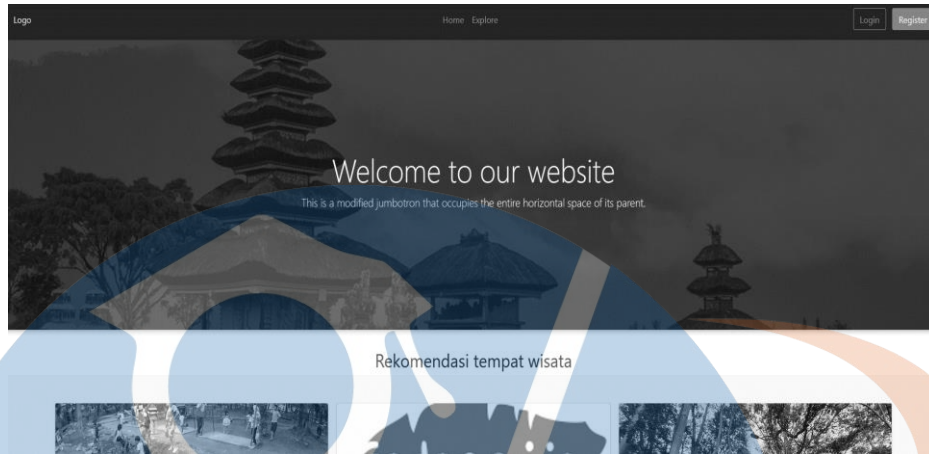 Logo
Home Explore
Login Register
Welcome to our website
This is a modified jumbotron that occupies the entire horizontal space of its parent.
Rekomendasi tempat wisata